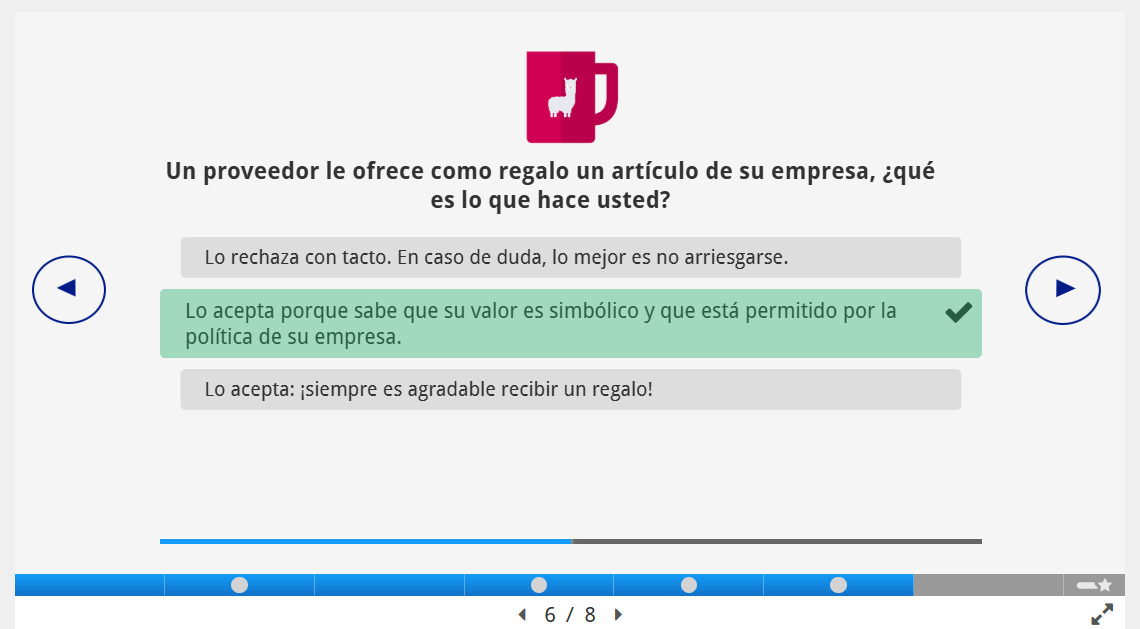 Un proveedor le ofrece como regalo un artículo de su empresa, ¿qué
es lo que hace usted?
Lo rechaza con tacto. En caso de duda, lo mejor es no arriesgarse.
Lo acepta porque sabe que su valor es simbólico y que está permitido por la
política de su empresa.
Lo acepta: ¡siempre es agradable recibir un regalo!
6 / 8